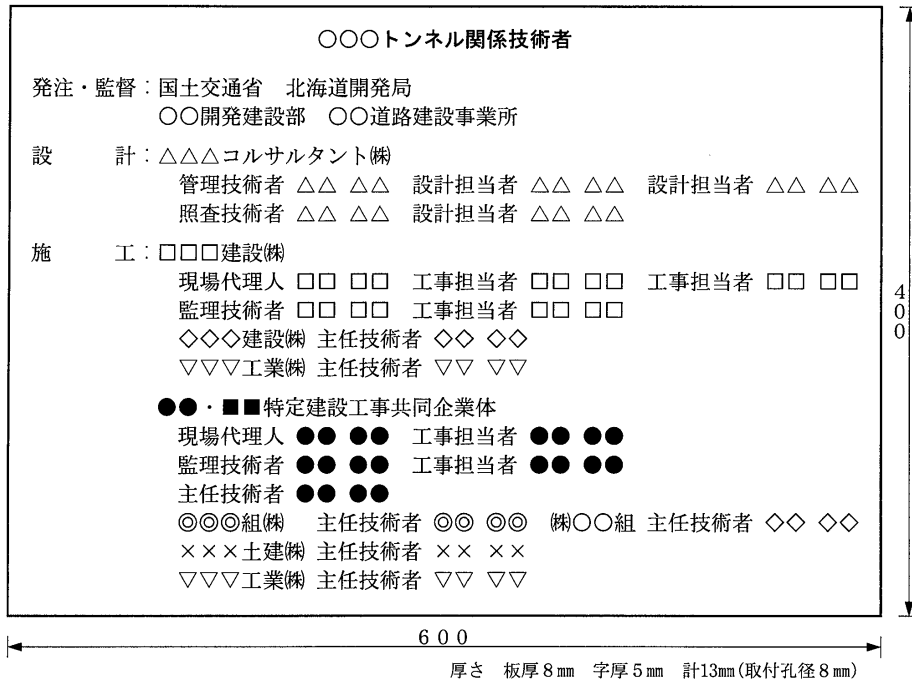 ○○○トンネル関係技術者
発注・監督：国土交通省　北海道開発局
○○開発建設部　○○道路建設事業所
設　　　計：△△△コルサルタント㈱
管理技術者 △△ △△　設計担当者 △△ △△　設計担当者 △△ △△
照査技術者 △△ △△　設計担当者 △△ △△
施　　　工：□□□建設㈱
現場代理人 □□ □□　工事担当者 □□ □□　工事担当者 □□ □□
監理技術者 □□ □□　工事担当者 □□ □□
◇◇◇建設㈱ 主任技術者 ◇◇ ◇◇
▽▽▽工業㈱ 主任技術者 ▽▽ ▽▽
●●・■■特定建設工事共同企業体
現場代理人 ●● ●●　工事担当者 ●● ●●
監理技術者 ●● ●●　工事担当者 ●● ●●
主任技術者 ●● ●●
◎◎◎組㈱　主任技術者 ◎◎ ◎◎　㈱○○組 主任技術者 ◇◇ ◇◇
×××土建㈱ 主任技術者 ×× ××
▽▽▽工業㈱ 主任技術者 ▽▽ ▽▽
400
600
厚さ　板厚8㎜　字厚5㎜　計13㎜(取付孔径8㎜)